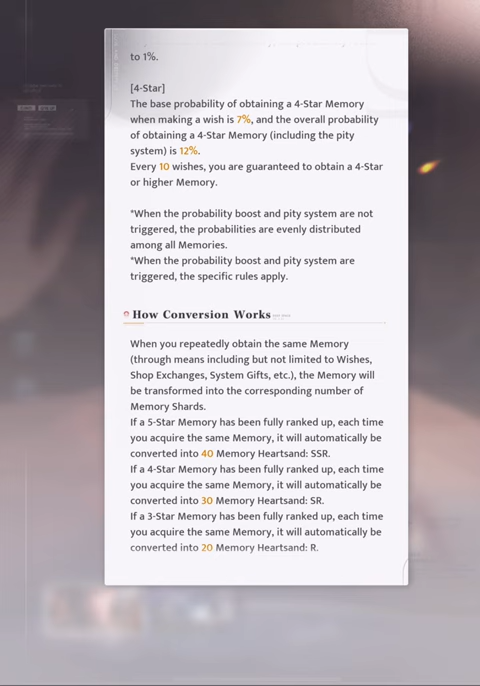 to 1%.
[4-Star]
The base probability of obtaining a 4-Star Memory
when making a wish is 7%, and the overall probability
of obtaining a 4-Star Memory (including the pity
system) is 12%.
Every 10 wishes, you are guaranteed to obtain a 4-Star
or higher Memory.
*When the probability boost and pity system are not
triggered, the probabilities are evenly distributed
among all Memories.
*When the probability boost and pity system are
triggered, the specific rules apply.
How Conversion Works
When you repeatedly obtain the same Memory
(through means including but not limited to Wishes,
Shop Exchanges, System Gifts, etc.), the Memory will
be transformed into the corresponding number of
Memory Shards.
If a 5-Star Memory has been fully ranked up, each time
you acquire the same Memory, it will automatically be
converted into 40 Memory Heartsand: SSR.
If a 4-Star Memory has been fully ranked up, each time
you acquire the same Memory, it will automatically be
converted into 30 Memory Heartsand: SR.
If a 3-Star Memory has been fully ranked up, each time
you acquire the same Memory, it will automatically be
converted into 20 Memory Heartsand: R.